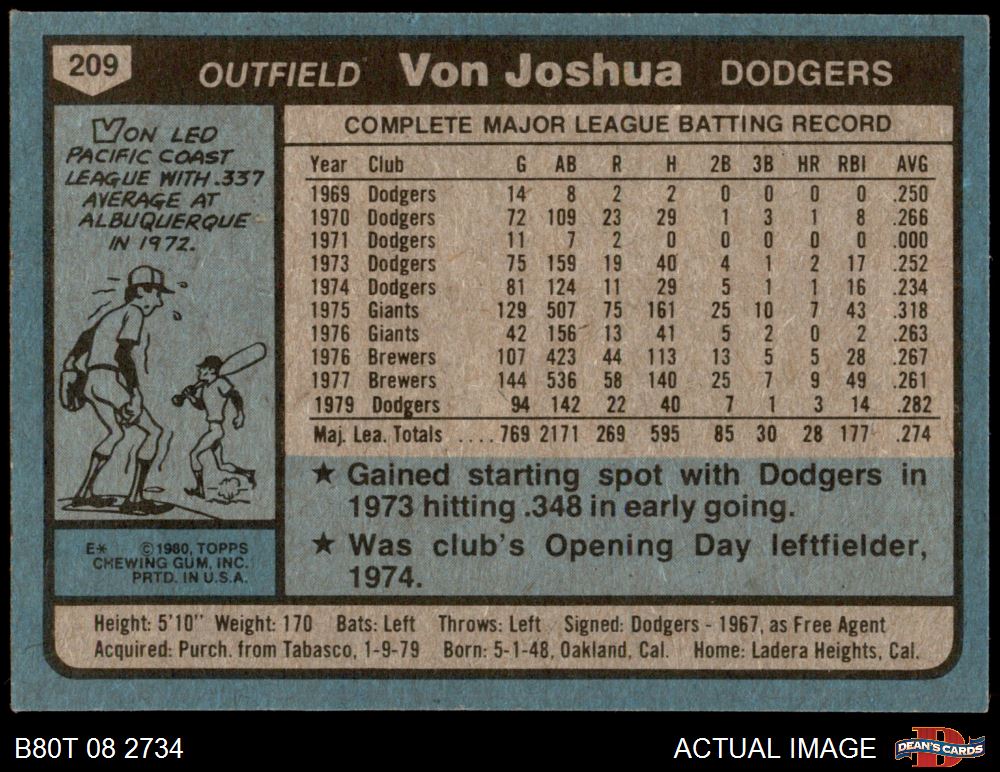 209 OUTFIELD Von Joshua DODGERS
VON LED
PACIFIC COAST
LEAGUE WITH .337
AVERAGE AT
ALBUQUERQUE
IN 1972.
E* ©1980, TOPPS
CHEWING GUM, INC.
PRTD. IN U.S.A.
COMPLETE MAJOR LEAGUE BATTING RECORD
Year Club G AB R H 2B 3B HR RBI AVG
1969 Dodgers 14 8 2 2 0 0 0 0 .250
1970 Dodgers 72 109 23 29 1 3 1 8 .266
1971 Dodgers 11 7 2 0 0 0 0 0 .000
1973 Dodgers 75 159 19 40 4 1 2 17 .252
1974 Dodgers 81 124 11 29 5 1 1 16 .234
1975 Giants 129 507 75 161 25 10 7 43 .318
1976 Giants 42 156 13 41 5 2 0 2 .263
1976 Brewers 107 423 44 113 13 5 5 28 .267
1977 Brewers 144 536 58 140 25 7 9 49 .261
1979 Dodgers 94 142 22 40 7 1 3 14 .282
Maj. Lea. Totals .... 769 2171 269 595 85 30 28 177 .274
★ Gained starting spot with Dodgers in
1973 hitting .348 in early going.
★ Was club's Opening Day leftfielder,
1974.
Height: 5'10" Weight: 170 Bats: Left Throws: Left Signed: Dodgers - 1967, as Free Agent
Acquired: Purch. from Tabasco, 1-9-79 Born: 5-1-48, Oakland, Cal. Home: Ladera Heights, Cal.
B80T 08 2734 ACTUAL IMAGE DEAN'S CARDS